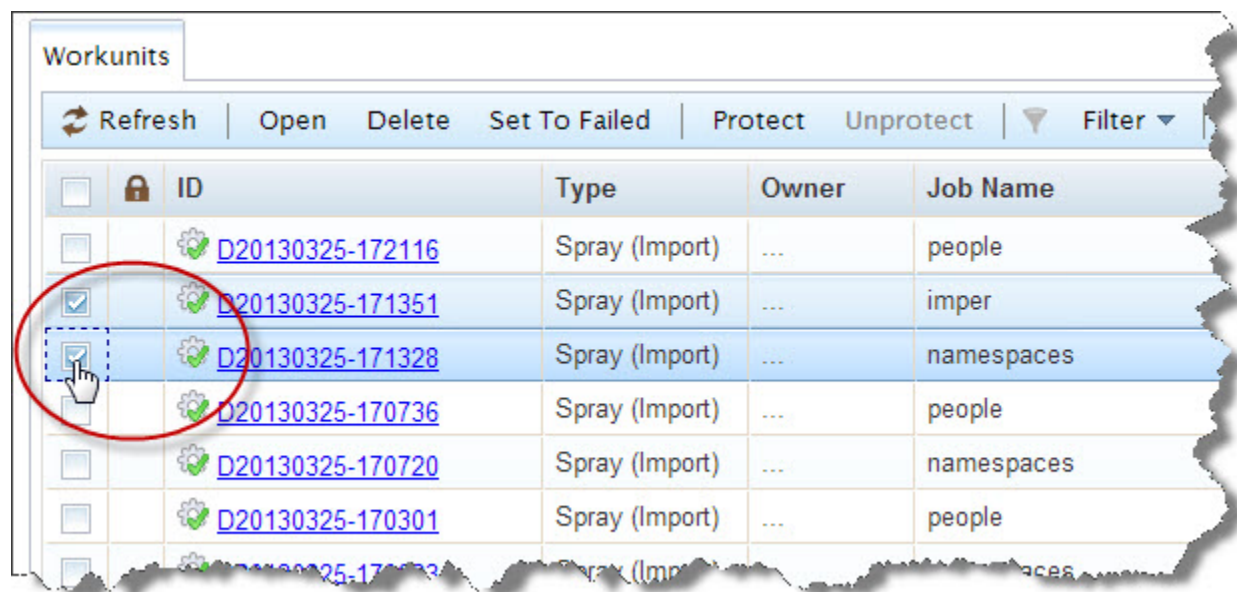 Workunits
Refresh Open Delete Set To Failed Protect Unprotect Filter
ID Type Owner Job Name
D20130325-172116 Spray (Import) ... people
D20130325-171351 Spray (Import) ... imper
D20130325-171328 Spray (Import) ... namespaces
D20130325-170736 Spray (Import) ... people
D20130325-170720 Spray (Import) ... namespaces
D20130325-170301 Spray (Import) ... people